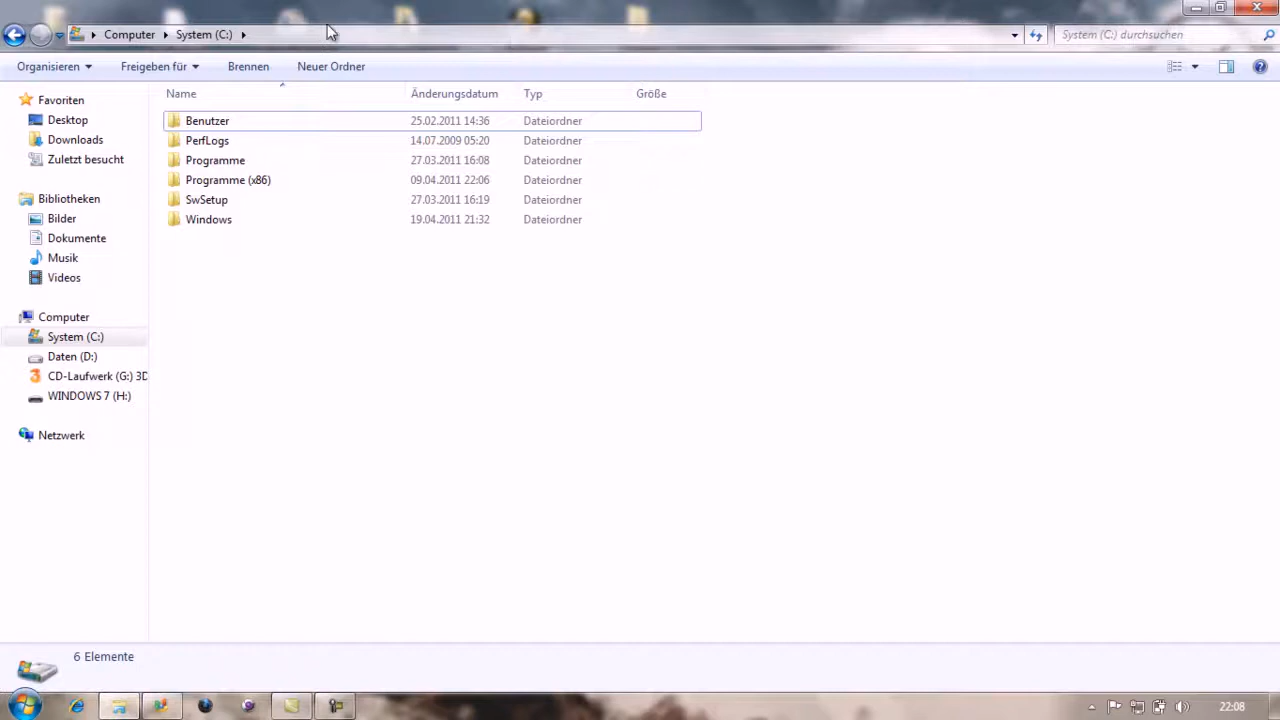 Computer System (C:) System (C:) durchsuchen
Organisieren Freigeben für Brennen Neuer Ordner
Name Änderungsdatum Typ Größe
Favoriten
Desktop
Downloads
Zuletzt besucht
Bibliotheken
Bilder
Dokumente
Musik
Videos
Computer
System (C:)
Daten (D:)
CD-Laufwerk (G:) 3D
WINDOWS 7 (H:)
Netzwerk
Benutzer 25.02.2011 14:36 Dateiordner
PerfLogs 14.07.2009 05:20 Dateiordner
Programme 27.03.2011 16:08 Dateiordner
Programme (x86) 09.04.2011 22:06 Dateiordner
SwSetup 27.03.2011 16:19 Dateiordner
Windows 19.04.2011 21:32 Dateiordner
6 Elemente
22:08